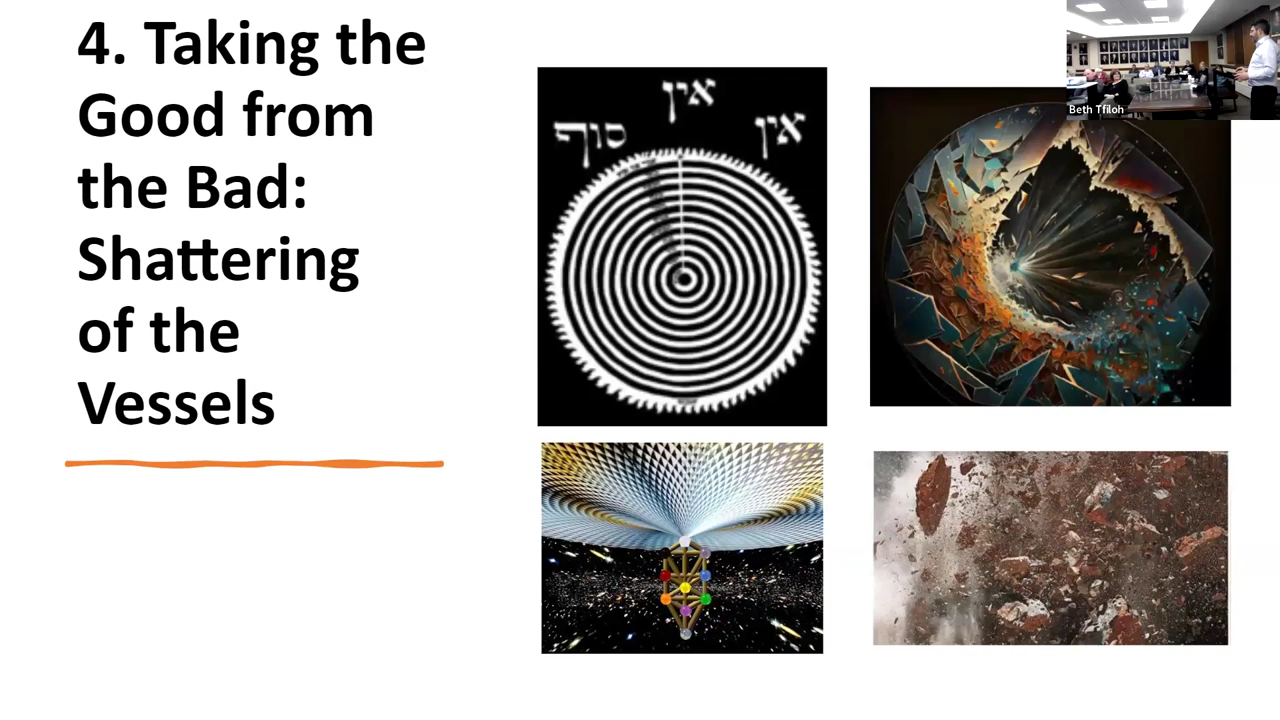 4. Taking the
Good from
the Bad:
Shattering
of the
Vessels
אין
סוף
אין
Beth Tfiloh